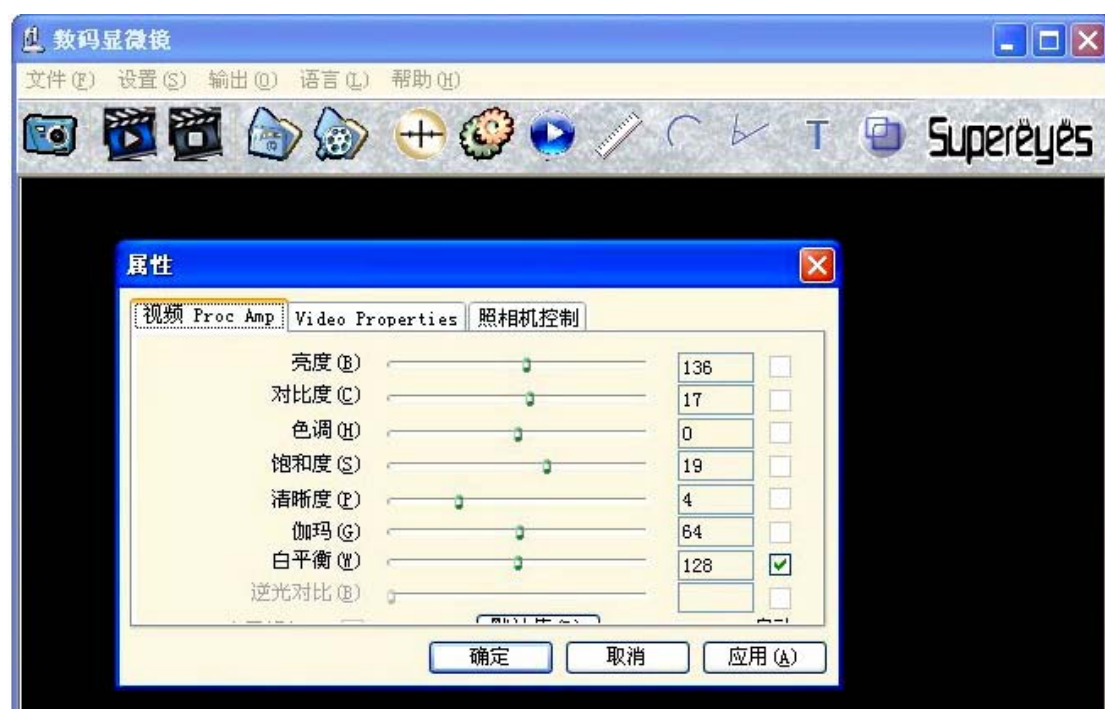 数码显微镜
文件(F) 设置(S) 输出(O) 语言(L) 帮助(H)
T Supereyes
属性
视频 Proc Amp Video Properties 照相机控制
亮度(B) 136
对比度(C) 17
色调(H) 0
饱和度(S) 19
清晰度(P) 4
伽玛(G) 64
白平衡(W) 128
逆光对比(B)
确定 取消 应用(A)